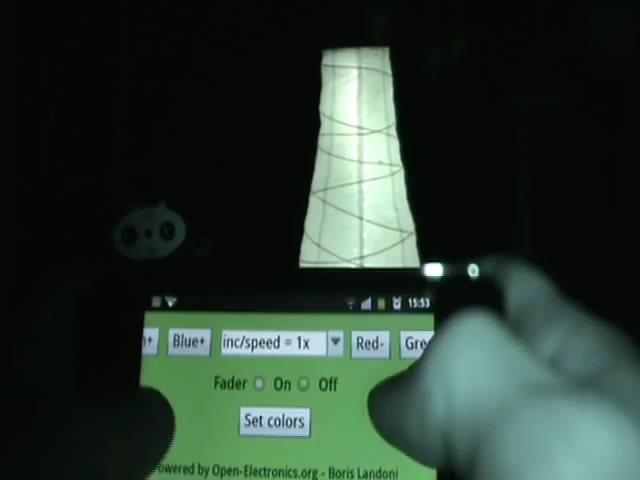 15:53
n+ Blue+ inc/speed = 1x Red- Gre
Fader On Off
Set colors
owered by Open-Electronics.org - Boris Landoni